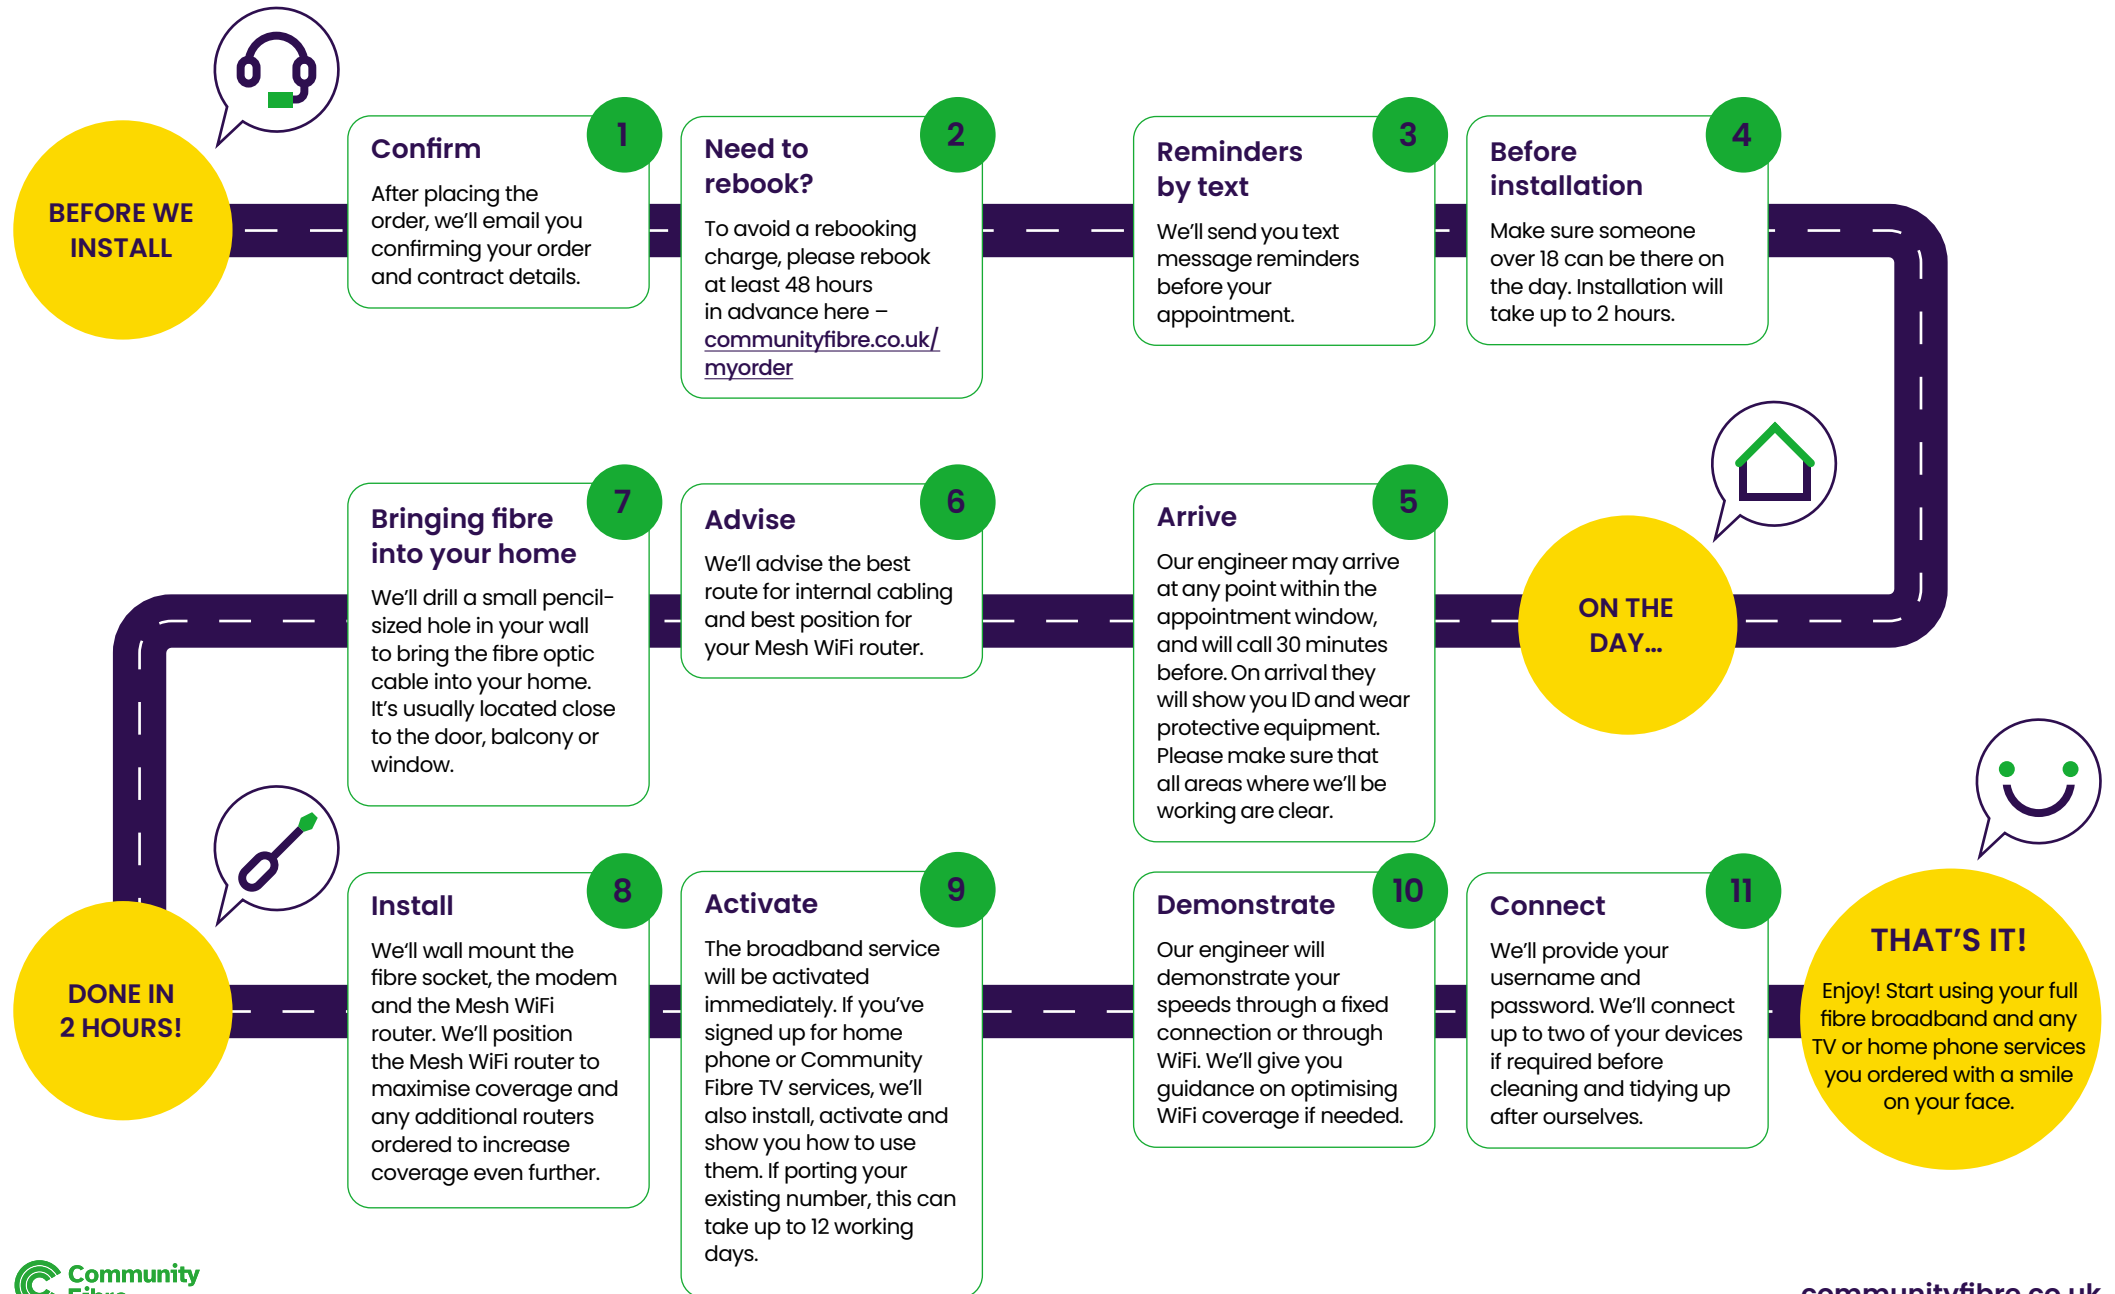 BEFORE WE
INSTALL
1
Confirm
After placing the
order, we’ll email you
confirming your order
and contract details.
2
Need to
rebook?
To avoid a rebooking
charge, please rebook
at least 48 hours
in advance here –
communityfibre.co.uk/
myorder
3
Reminders
by text
We’ll send you text
message reminders
before your
appointment.
4
Before
installation
Make sure someone
over 18 can be there on
the day. Installation will
take up to 2 hours.
ON THE
DAY...
5
Arrive
Our engineer may arrive
at any point within the
appointment window,
and will call 30 minutes
before. On arrival they
will show you ID and wear
protective equipment.
Please make sure that
all areas where we’ll be
working are clear.
6
Advise
We’ll advise the best
route for internal cabling
and best position for
your Mesh WiFi router.
7
Bringing fibre
into your home
We’ll drill a small pencil-
sized hole in your wall
to bring the fibre optic
cable into your home.
It’s usually located close
to the door, balcony or
window.
DONE IN
2 HOURS!
8
Install
We’ll wall mount the
fibre socket, the modem
and the Mesh WiFi
router. We’ll position
the Mesh WiFi router to
maximise coverage and
any additional routers
ordered to increase
coverage even further.
9
Activate
The broadband service
will be activated
immediately. If you’ve
signed up for home
phone or Community
Fibre TV services, we’ll
also install, activate and
show you how to use
them. If porting your
existing number, this can
take up to 12 working
days.
10
Demonstrate
Our engineer will
demonstrate your
speeds through a fixed
connection or through
WiFi. We’ll give you
guidance on optimising
WiFi coverage if needed.
11
Connect
We’ll provide your
username and
password. We’ll connect
up to two of your devices
if required before
cleaning and tidying up
after ourselves.
THAT’S IT!
Enjoy! Start using your full
fibre broadband and any
TV or home phone services
you ordered with a smile
on your face.
Community
Fibre
communityfibre.co.uk